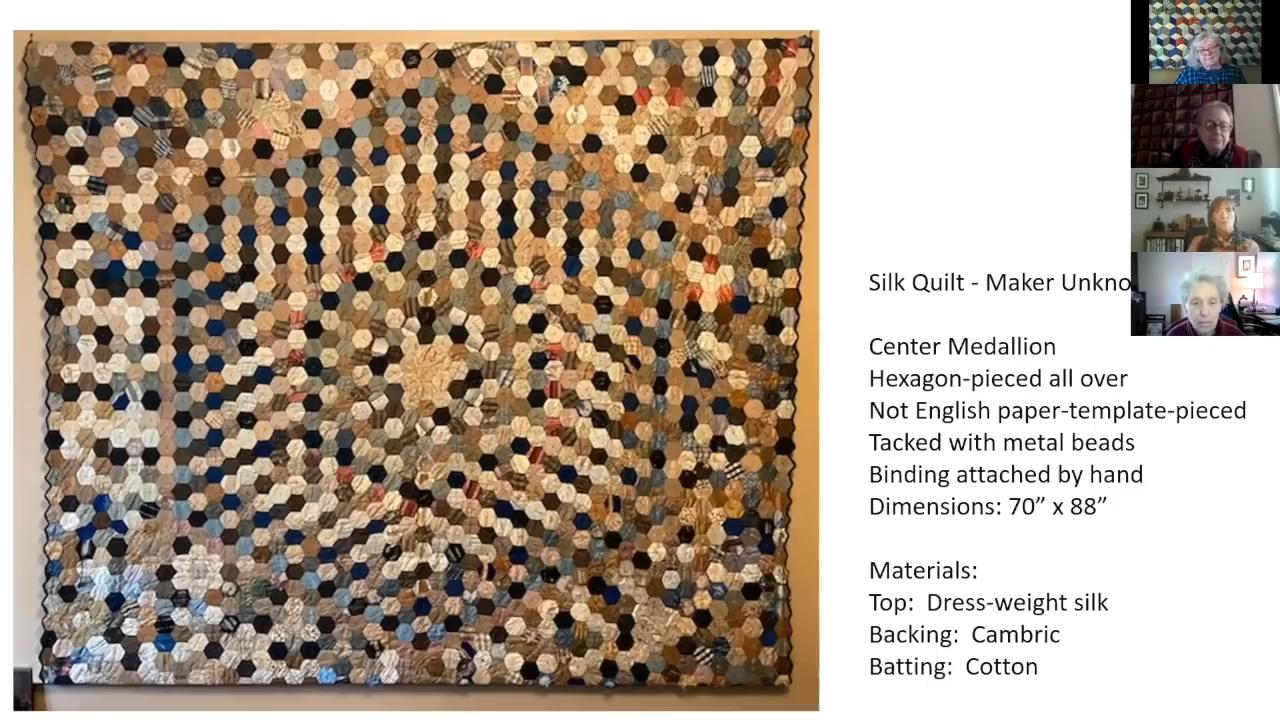 Silk Quilt - Maker Unkno
Center Medallion
Hexagon-pieced all over
Not English paper-template-pieced
Tacked with metal beads
Binding attached by hand
Dimensions: 70” x 88”
Materials:
Top: Dress-weight silk
Backing: Cambric
Batting: Cotton